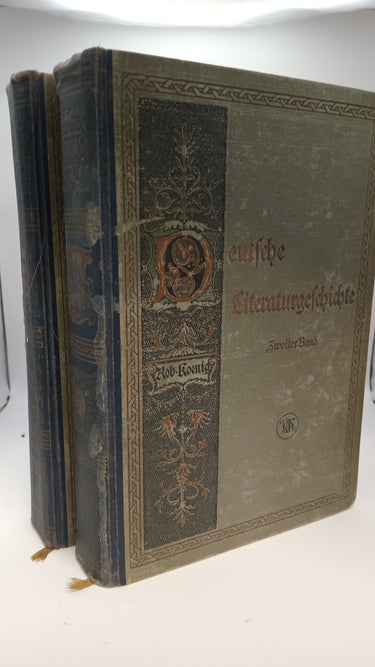 Deutsche
Literaturgeschichte
Zweiter Band
Rob. Koenig